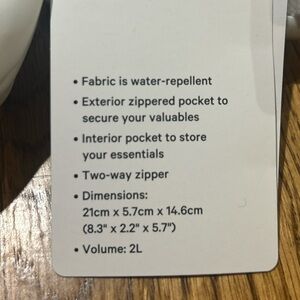 • Fabric is water-repellent
• Exterior zippered pocket to
secure your valuables
• Interior pocket to store
your essentials
• Two-way zipper
• Dimensions:
21cm x 5.7cm x 14.6cm
(8.3" x 2.2" x 5.7")
• Volume: 2L